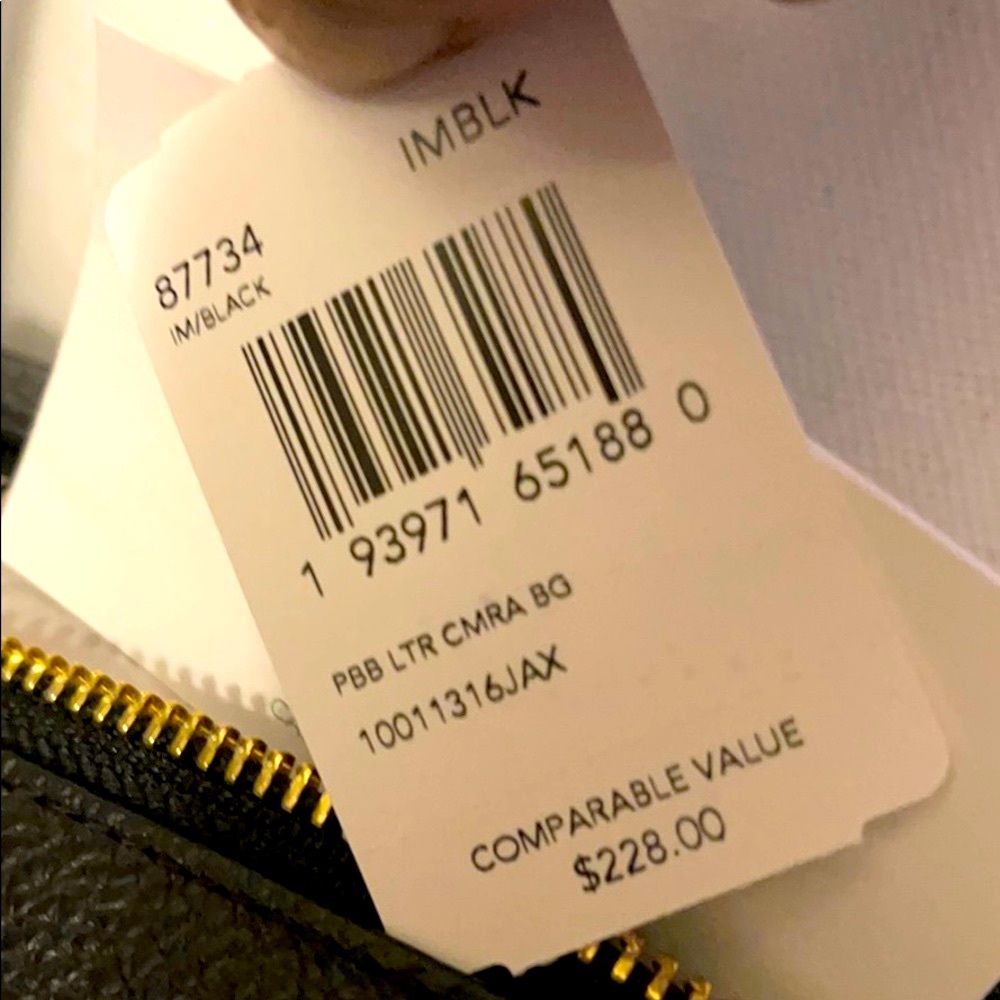 IMBLK
87734
IM/BLACK
1 93971 65188 0
PBB LTR CMRA BG
10011316JAX
COMPARABLE VALUE
$228.00